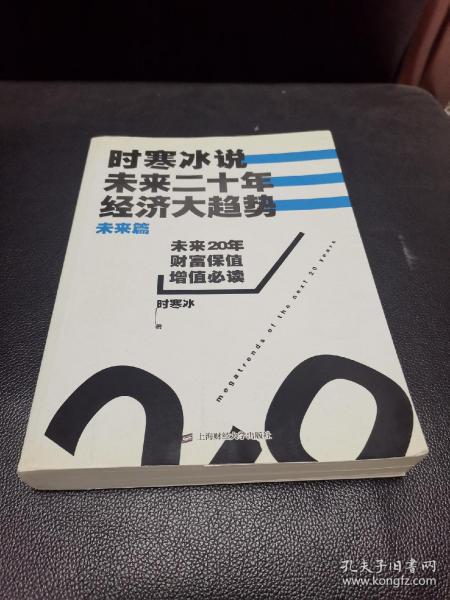 时寒冰说
未来二十年
经济大趋势
未来篇
未来20年
财富保值
增值必读
时寒冰
著
megatrends of the next 20 years
上海财经大学出版社
孔夫子旧书网
www.kongfz.com